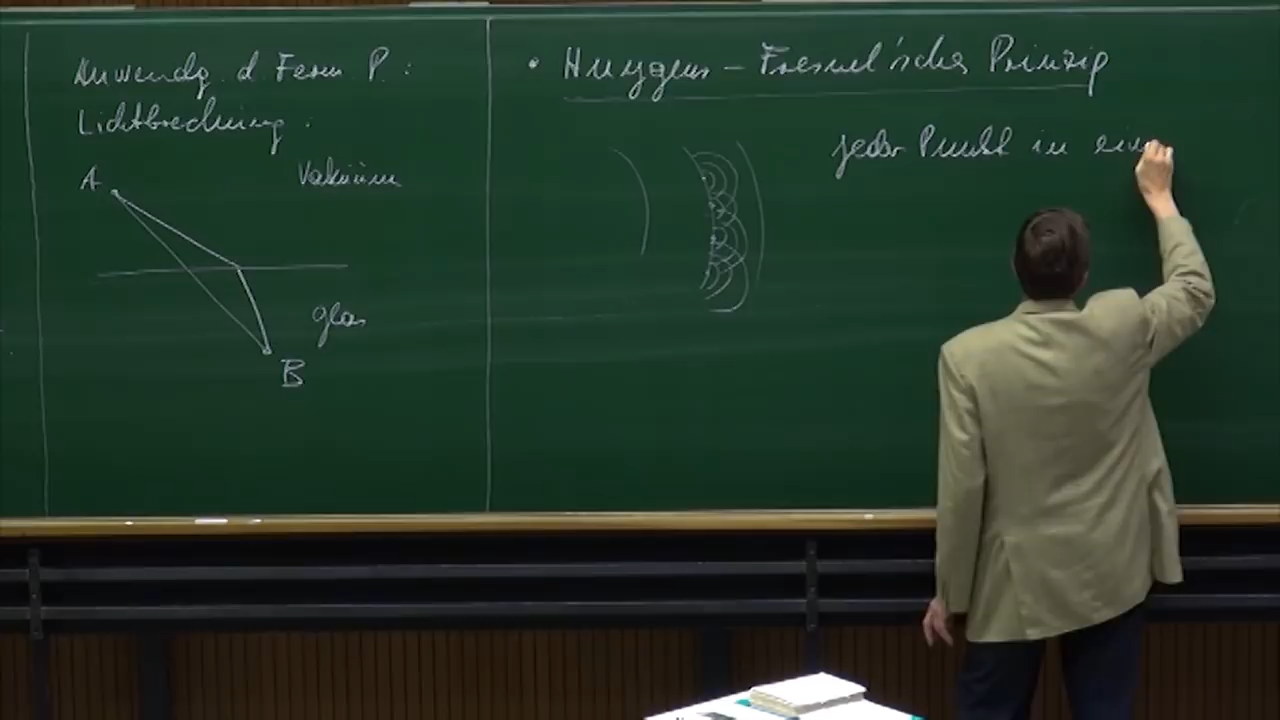 Anwendg d Ferm P:
Lichtbrechung:
A
Vakuum
glas
B
• Huygens – Fresnel'sches Prinzip
jeder Punkt in ein